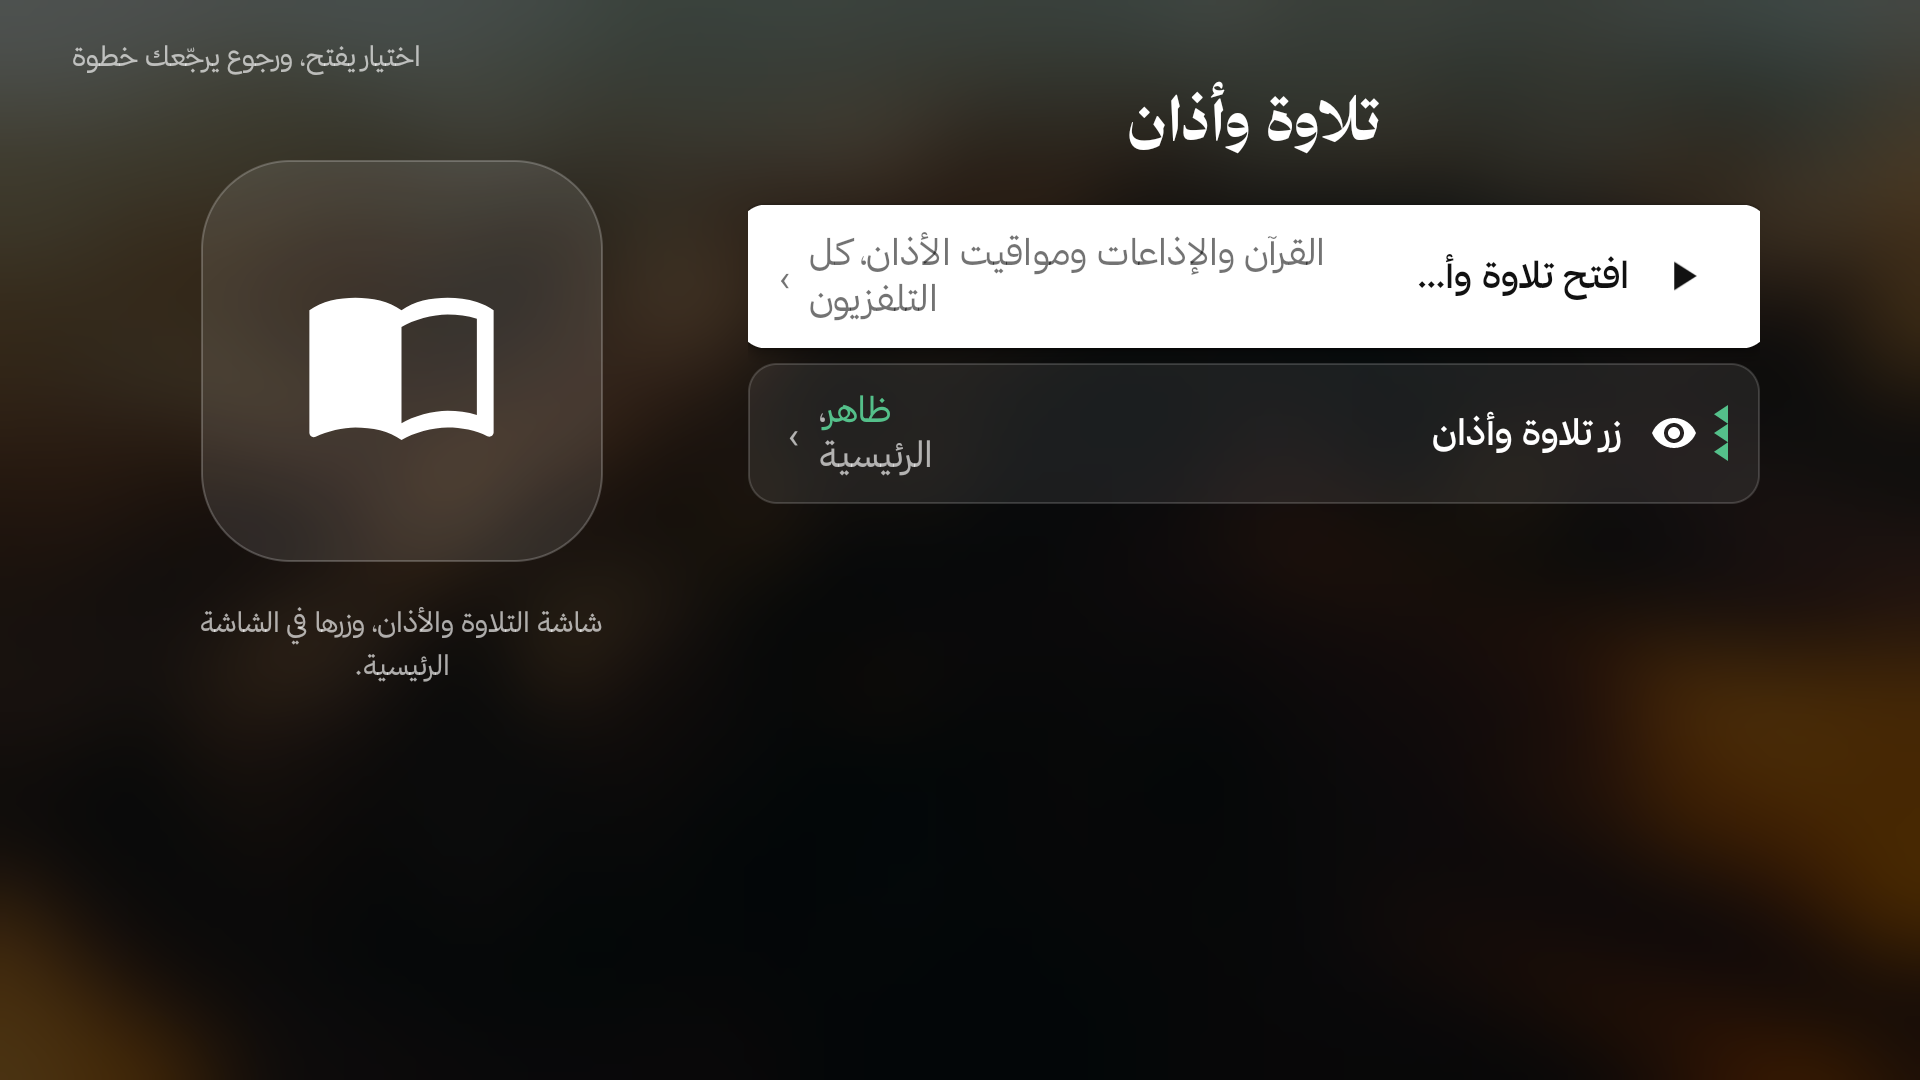 اختيار يفتح، ورجوع يرجّعك خطوة
تلاوة وأذان
افتح تلاوة وأ...
القرآن والإذاعات ومواقيت الأذان، كل
التلفزيون
زر تلاوة وأذان
ظاهر،
الرئيسية
شاشة التلاوة والأذان، وزرها في الشاشة
الرئيسية.